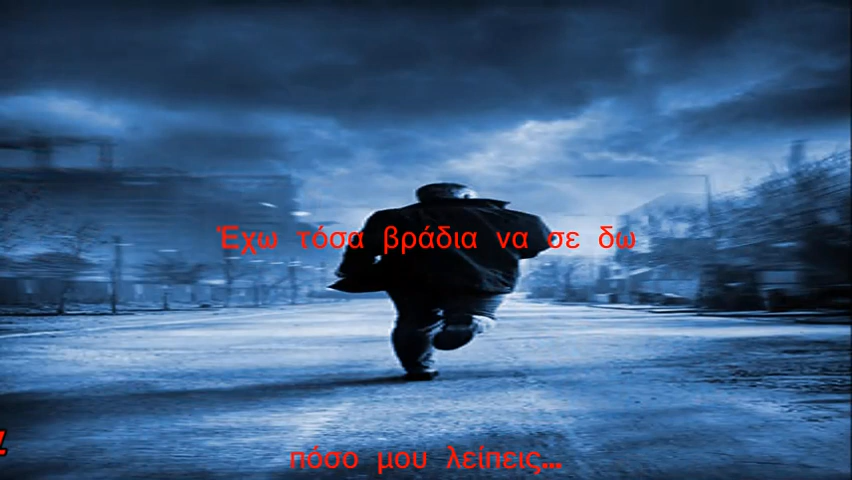 Έχω τόσα βράδια να σε δω
πόσο μου λείπεις...